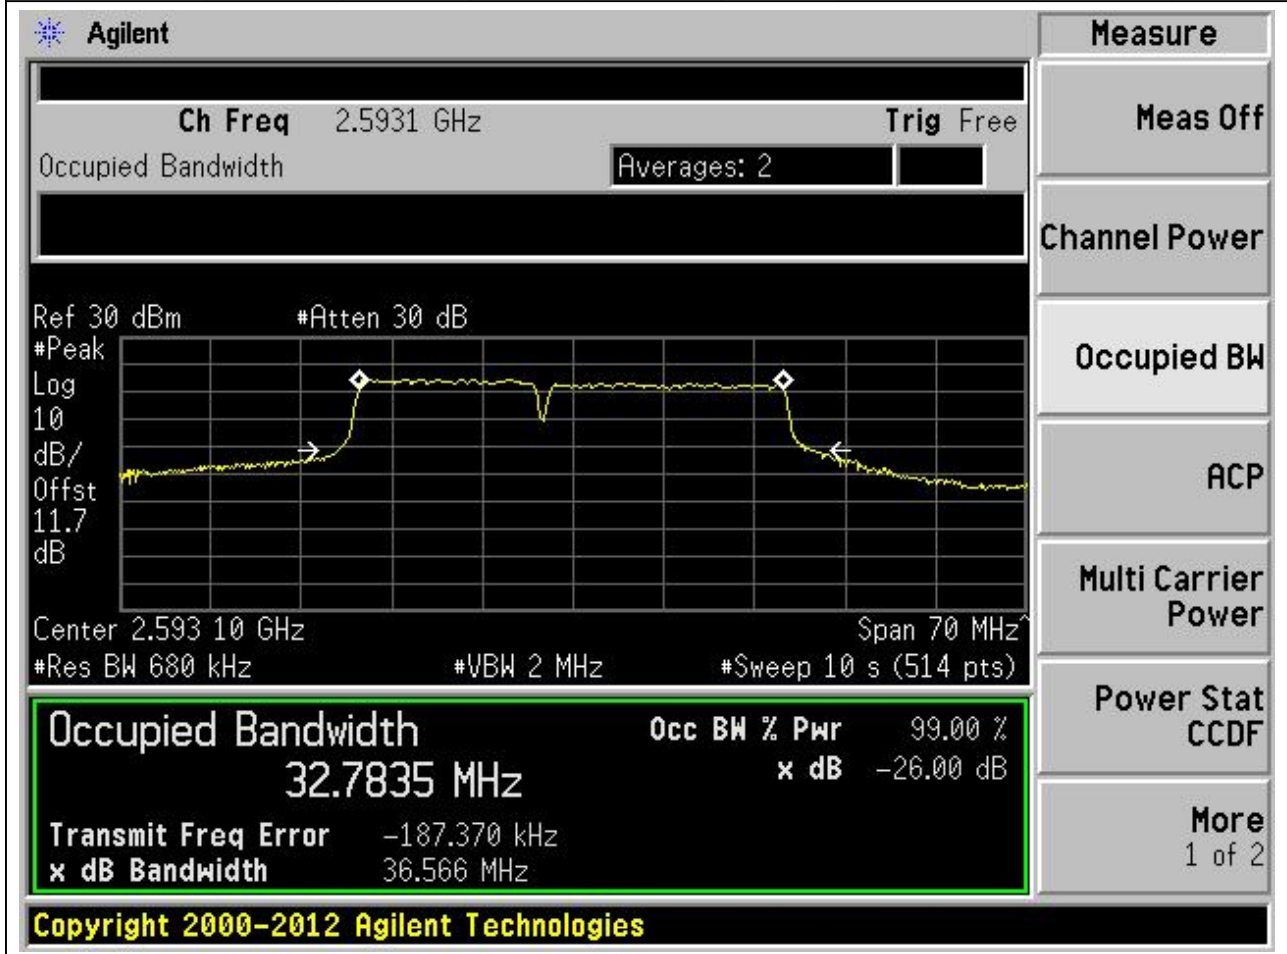 Agilent
Measure
Ch Freq 2.5931 GHz Trig Free
Occupied Bandwidth Averages: 2
Ref 30 dBm #Atten 30 dB
#Peak
Log
10
dB/
Offst
11.7
dB
Center 2.593 10 GHz Span 70 MHz^
#Res BW 680 kHz #VBW 2 MHz #Sweep 10 s (514 pts)
Occupied Bandwidth Occ BW % Pwr 99.00 %
32.7835 MHz x dB -26.00 dB
Transmit Freq Error -187.370 kHz
x dB Bandwidth 36.566 MHz
Meas Off
Channel Power
Occupied BW
ACP
Multi Carrier
Power
Power Stat
CCDF
More
1 of 2
Copyright 2000-2012 Agilent Technologies